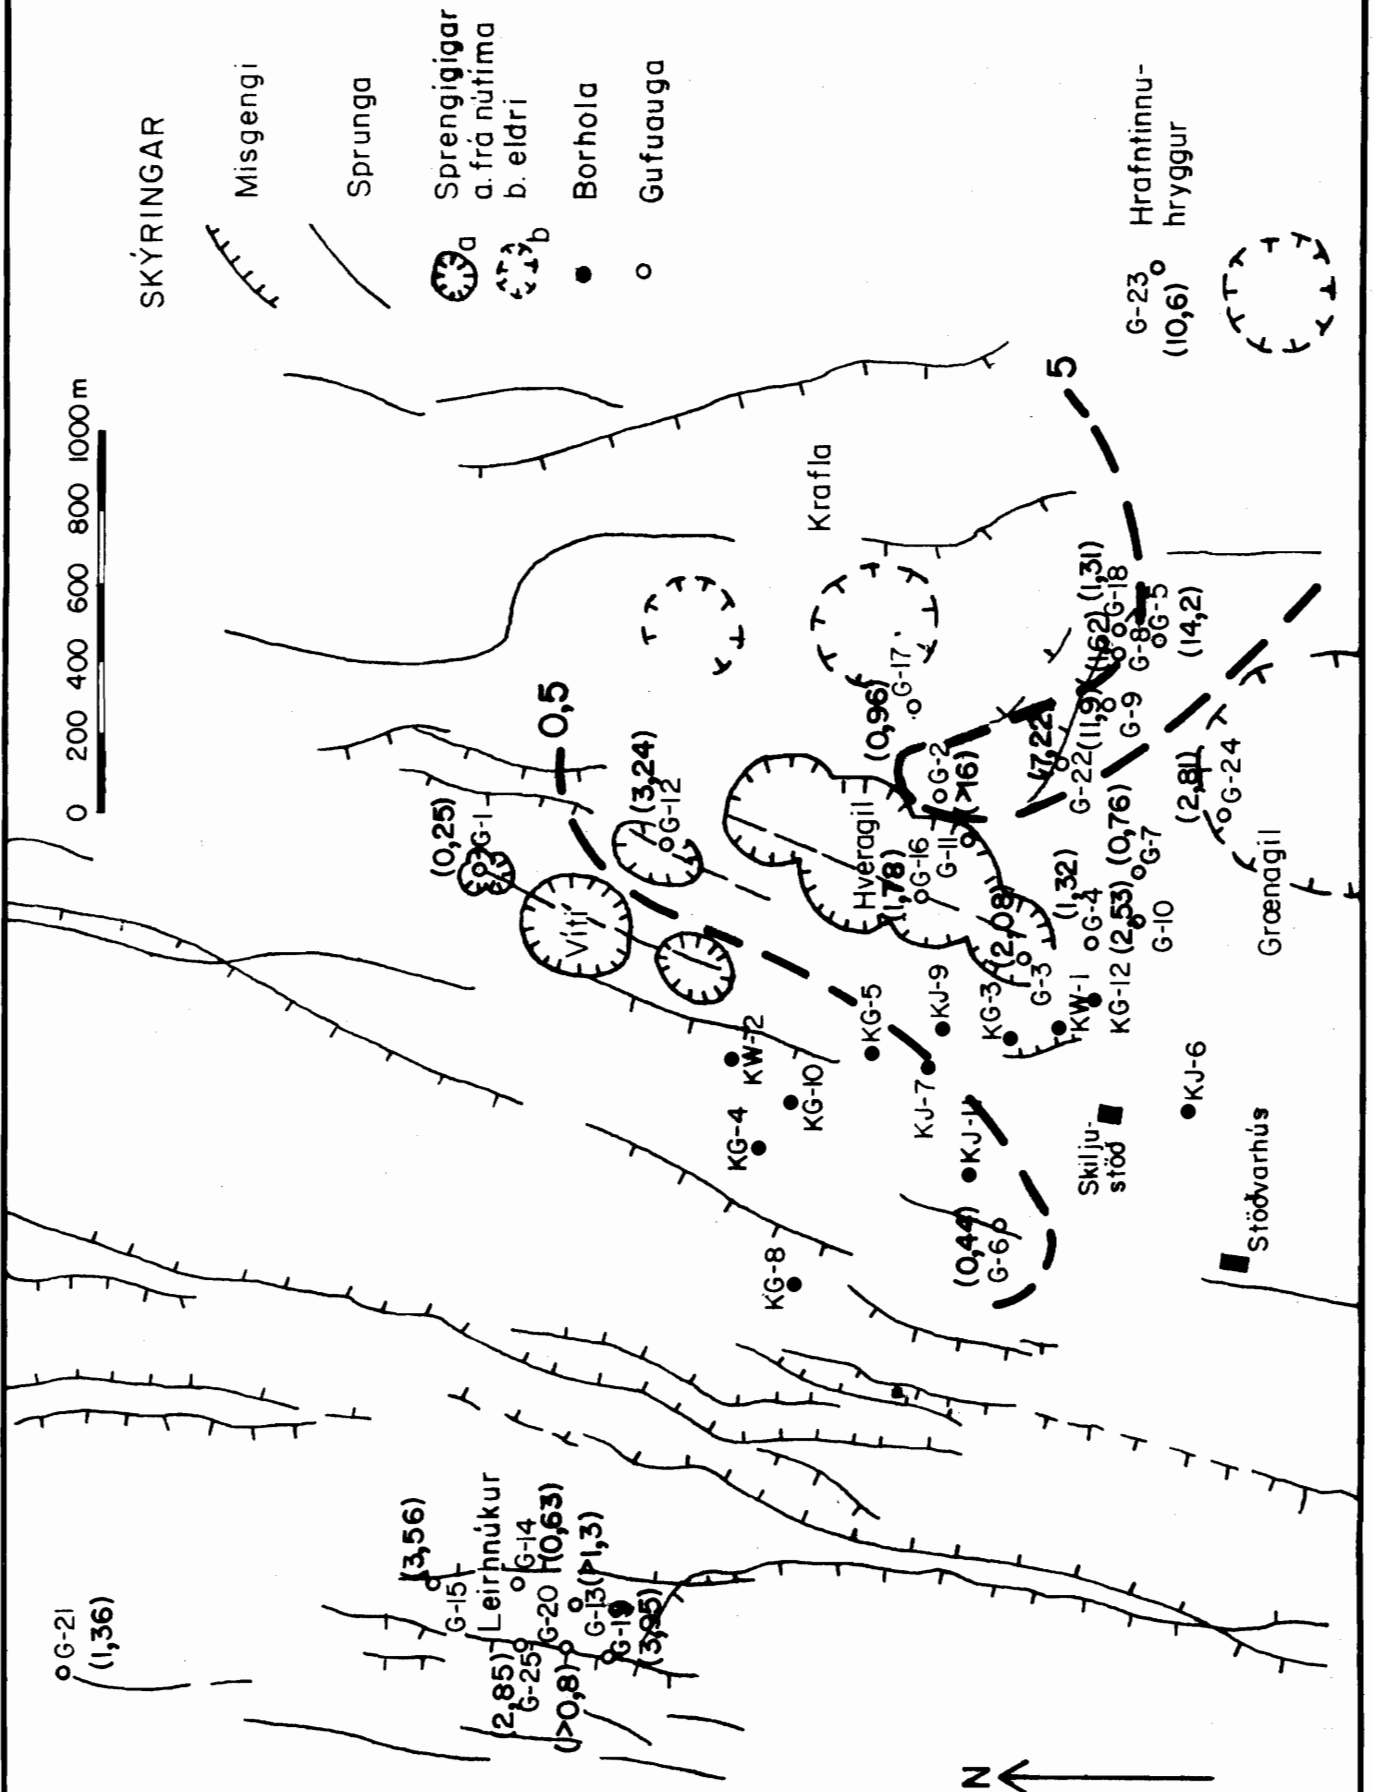 SKÝRINGAR
Misgengi
Sprunga
Sprengigigar
a. frá nútíma
b. eldri
a
b
Borhola
Gufuauga
0 200 400 600 800 1000 m
G-21
(1,36)
(3,56)
G-15
Leirhnúkur
G-14
(0,63)
G-20
(2,85)
G-25
(>0,8)
G-13
(>1,3)
G-19
(3,95)
(0,25)
G-1
Víti
0,5
(3,24)
G-12
KW-2
KG-4
KG-10
KG-8
KG-5
KJ-9
KJ-7
KJ-11
(0,44)
G-6
KG-3
KW-1
KG-12
KJ-6
Skilju-
stöð
Stöðvarhús
Hveragil
(1,78)
G-16
G-11
(>16)
G-2
(0,96)
G-17
Krafla
(2,08)
G-3
(1,32)
G-4
(2,53)
G-10
(0,76)
G-7
(7,22)
G-22
(11,9)
G-9
(1,62)
G-8
(1,31)
G-18
G-5
(14,2)
5
(2,81)
G-24
Grænagil
G-23
(10,6)
Hrafntinnu-
hryggur
N